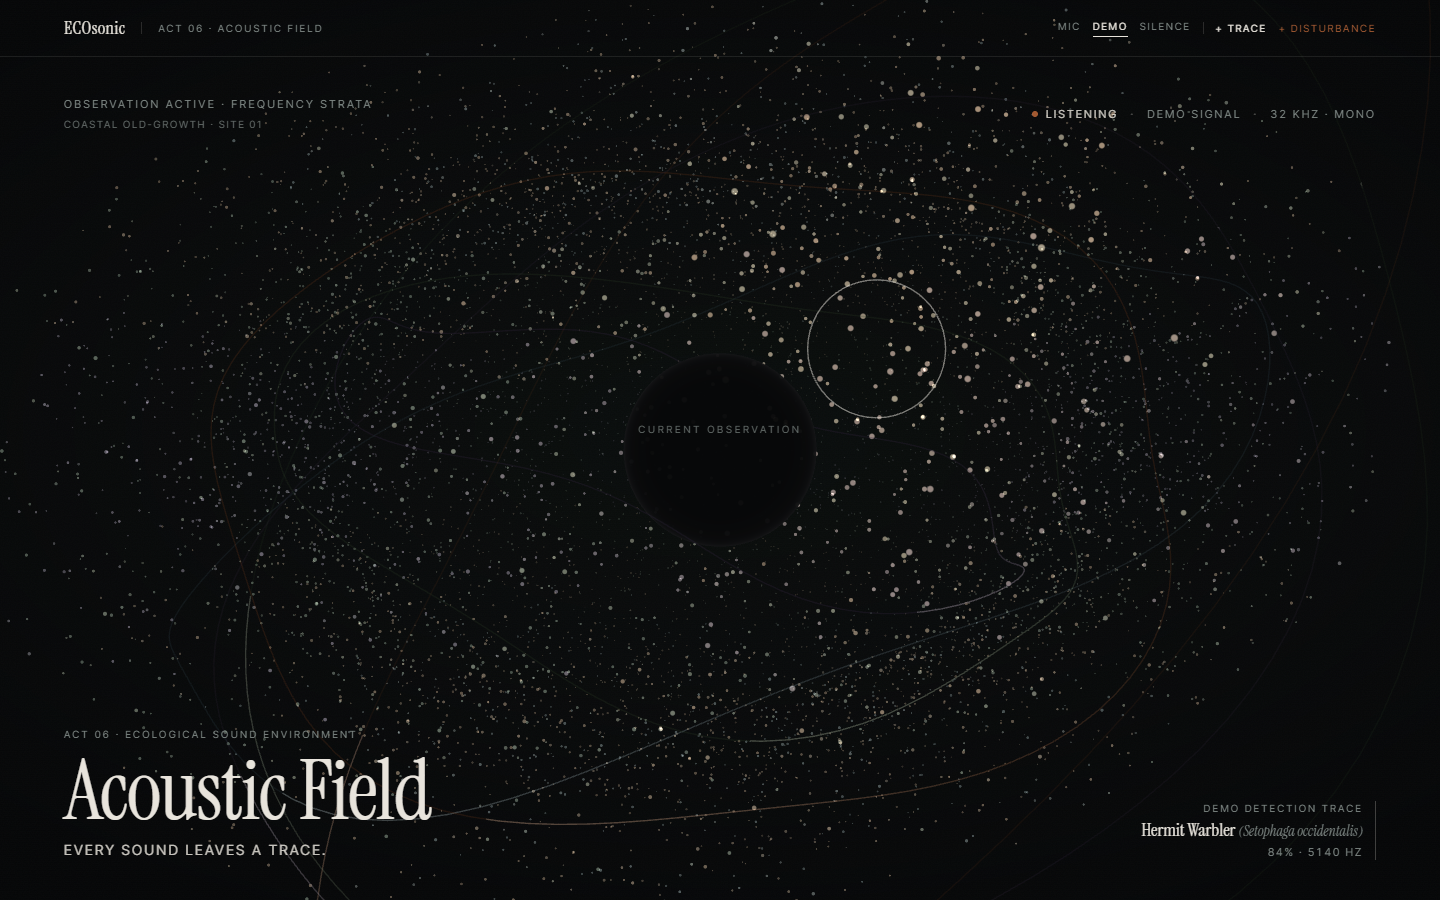 ECOsonic
ACT 06 · ACOUSTIC FIELD
MIC DEMO SILENCE + TRACE + DISTURBANCE
OBSERVATION ACTIVE · FREQUENCY STRATA
COASTAL OLD-GROWTH · SITE 01
LISTENING DEMO SIGNAL · 32 KHZ · MONO
CURRENT OBSERVATION
ACT 06 · ECOLOGICAL SOUND ENVIRONMENT
Acoustic Field
EVERY SOUND LEAVES A TRACE.
DEMO DETECTION TRACE
Hermit Warbler (Setophaga occidentalis)
84% · 5140 HZ